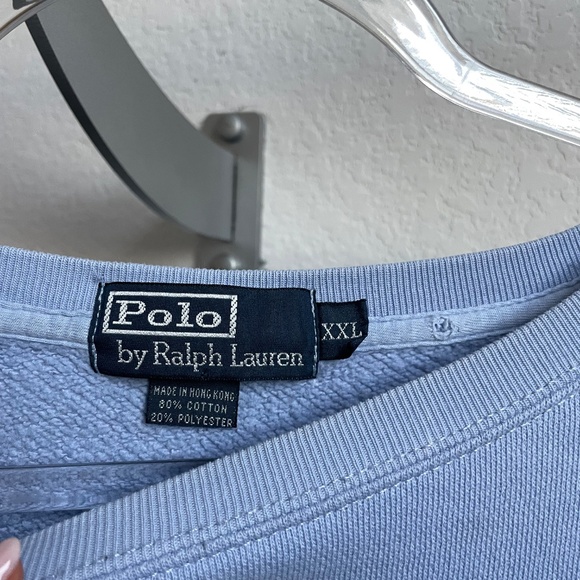 Polo
by Ralph Lauren
XXL
MADE IN HONG KONG
80% COTTON
20% POLYESTER